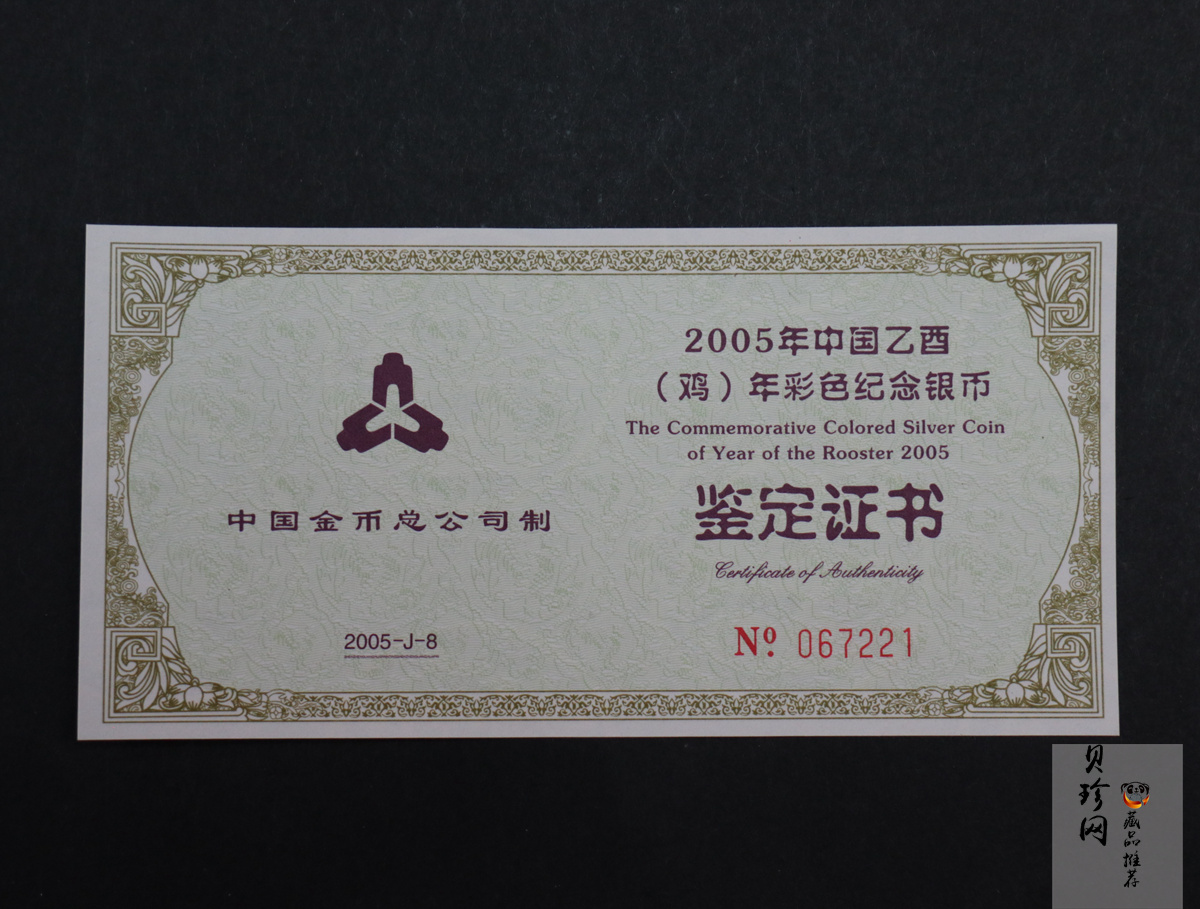 2005年中国乙酉
（鸡）年彩色纪念银币
The Commemorative Colored Silver Coin
of Year of the Rooster 2005
鉴定证书
Certificate of Authenticity
№ 067221
中国金币总公司制
2005-J-8
贝珍网
藏品推荐